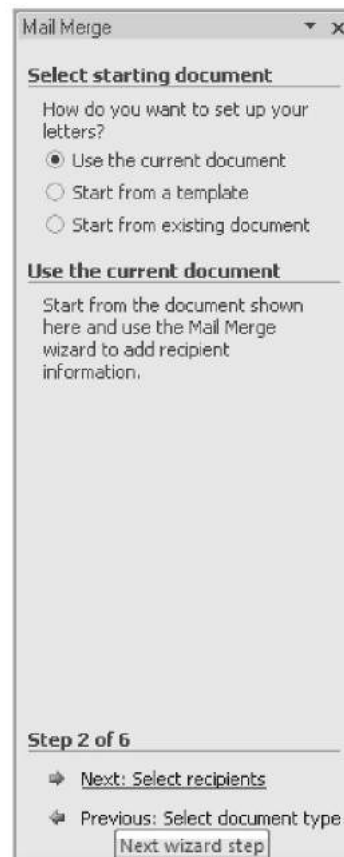 Mail Merge
Select starting document
How do you want to set up your
letters?
Use the current document
Start from a template
Start from existing document
Use the current document
Start from the document shown
here and use the Mail Merge
wizard to add recipient
information.
Step 2 of 6
Next: Select recipients
Previous: Select document type
Next wizard step